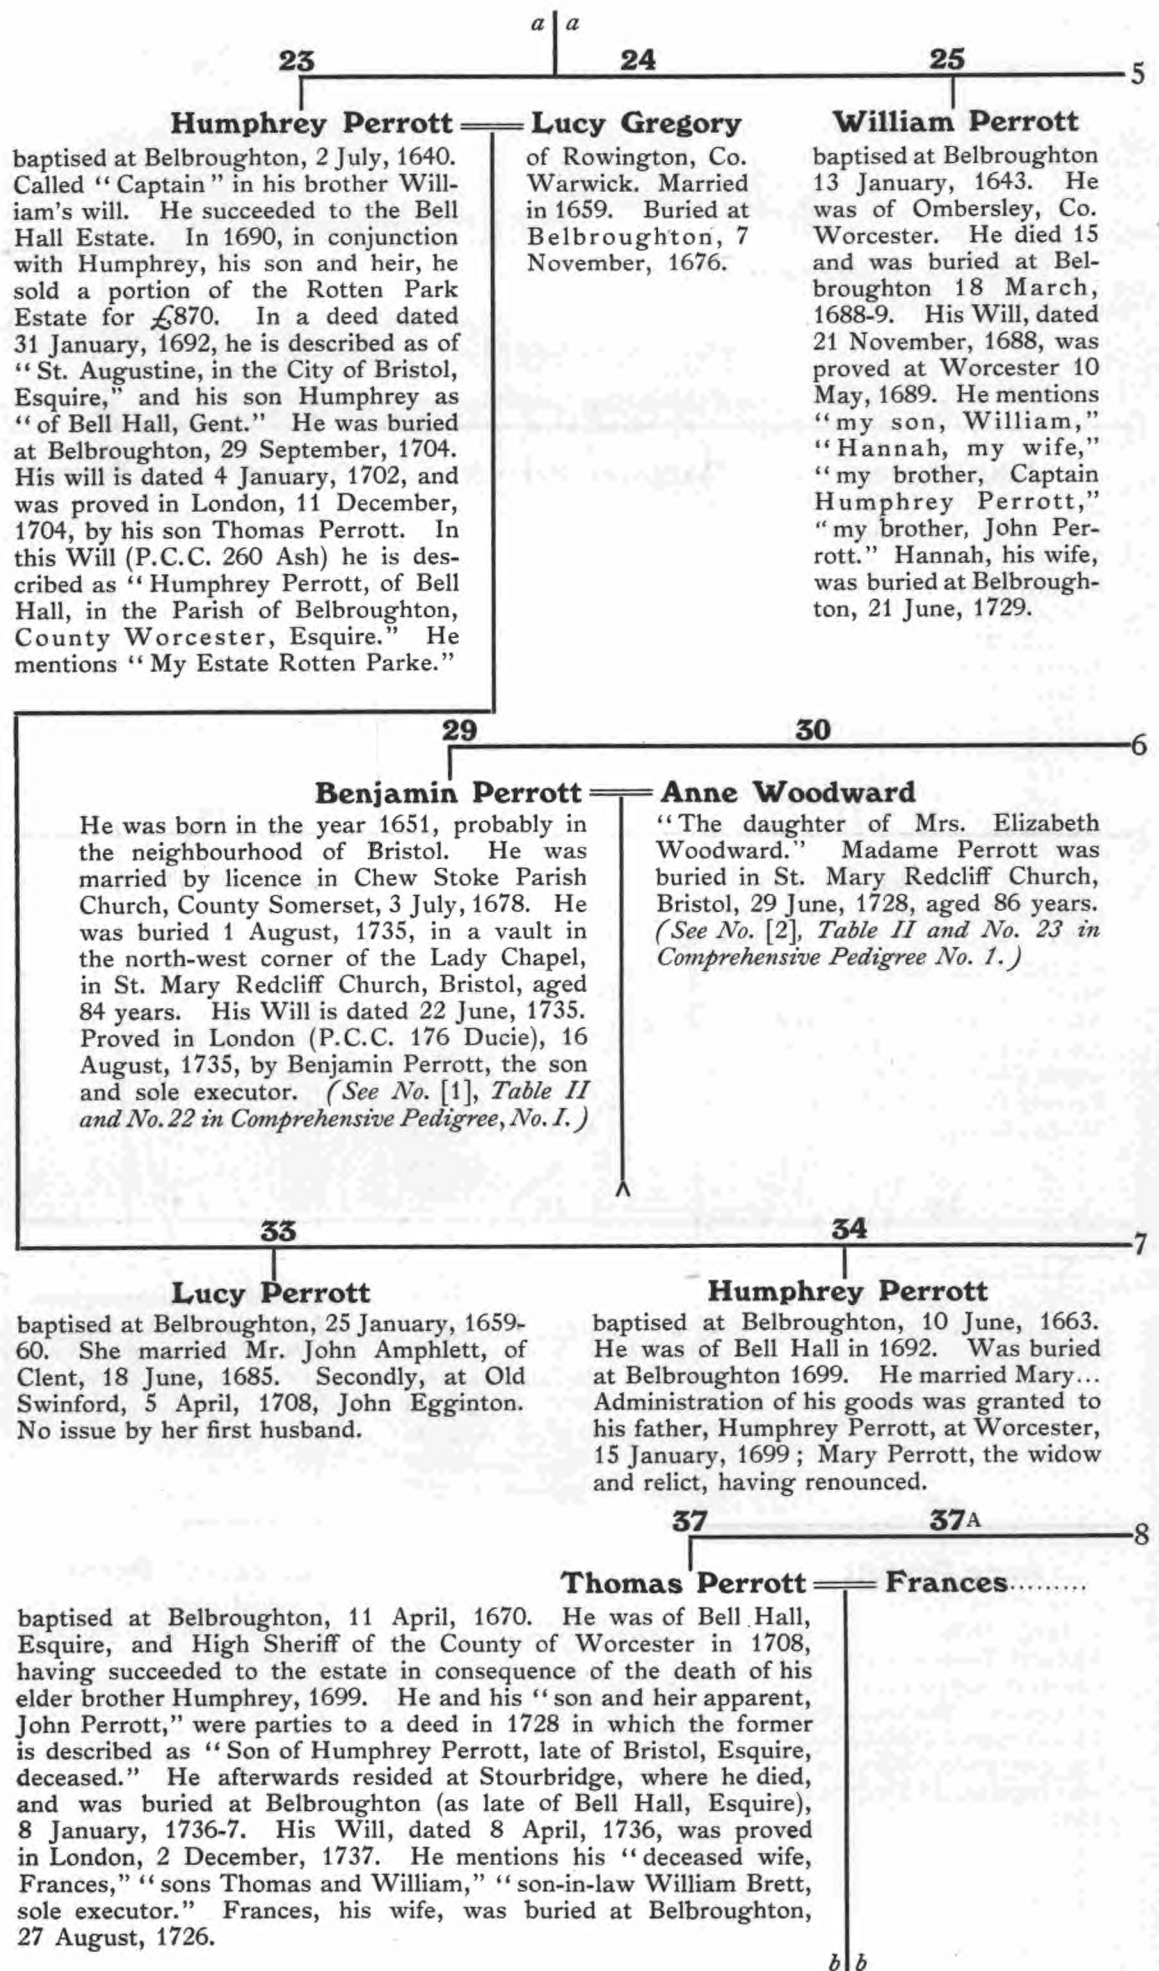 a a
23 24 25 5
Humphrey Perrott
baptised at Belbroughton, 2 July, 1640.
Called “Captain” in his brother Will-
iam's will. He succeeded to the Bell
Hall Estate. In 1690, in conjunction
with Humphrey, his son and heir, he
sold a portion of the Rotten Park
Estate for £870. In a deed dated
31 January, 1692, he is described as of
“St. Augustine, in the City of Bristol,
Esquire,” and his son Humphrey as
“of Bell Hall, Gent.” He was buried
at Belbroughton, 29 September, 1704.
His will is dated 4 January, 1702, and
was proved in London, 11 December,
1704, by his son Thomas Perrott. In
this Will (P.C.C. 260 Ash) he is des-
cribed as “Humphrey Perrott, of Bell
Hall, in the Parish of Belbroughton,
County Worcester, Esquire.” He
mentions “My Estate Rotten Parke.”
Lucy Gregory
of Rowington, Co.
Warwick. Married
in 1659. Buried at
Belbroughton, 7
November, 1676.
William Perrott
baptised at Belbroughton
13 January, 1643. He
was of Ombersley, Co.
Worcester. He died 15
and was buried at Bel-
broughton 18 March,
1688-9. His Will, dated
21 November, 1688, was
proved at Worcester 10
May, 1689. He mentions
“my son, William,”
“Hannah, my wife,”
“my brother, Captain
Humphrey Perrott,”
“my brother, John Per-
rott.” Hannah, his wife,
was buried at Belbrough-
ton, 21 June, 1729.
29 30 6
Benjamin Perrott
He was born in the year 1651, probably in
the neighbourhood of Bristol. He was
married by licence in Chew Stoke Parish
Church, County Somerset, 3 July, 1678. He
was buried 1 August, 1735, in a vault in
the north-west corner of the Lady Chapel,
in St. Mary Redcliff Church, Bristol, aged
84 years. His Will is dated 22 June, 1735.
Proved in London (P.C.C. 176 Ducie), 16
August, 1735, by Benjamin Perrott, the son
and sole executor. (See No. [1], Table II
and No. 22 in Comprehensive Pedigree, No. I.)
Anne Woodward
“The daughter of Mrs. Elizabeth
Woodward.” Madame Perrott was
buried in St. Mary Redcliff Church,
Bristol, 29 June, 1728, aged 86 years.
(See No. [2], Table II and No. 23 in
Comprehensive Pedigree No. 1.)
33 34 7
Lucy Perrott
baptised at Belbroughton, 25 January, 1659-
60. She married Mr. John Amphlett, of
Clent, 18 June, 1685. Secondly, at Old
Swinford, 5 April, 1708, John Egginton.
No issue by her first husband.
Humphrey Perrott
baptised at Belbroughton, 10 June, 1663.
He was of Bell Hall in 1692. Was buried
at Belbroughton 1699. He married Mary...
Administration of his goods was granted to
his father, Humphrey Perrott, at Worcester,
15 January, 1699; Mary Perrott, the widow
and relict, having renounced.
37 37A 8
Thomas Perrott Frances.........
baptised at Belbroughton, 11 April, 1670. He was of Bell Hall,
Esquire, and High Sheriff of the County of Worcester in 1708,
having succeeded to the estate in consequence of the death of his
elder brother Humphrey, 1699. He and his “son and heir apparent,
John Perrott,” were parties to a deed in 1728 in which the former
is described as “Son of Humphrey Perrott, late of Bristol, Esquire,
deceased.” He afterwards resided at Stourbridge, where he died,
and was buried at Belbroughton (as late of Bell Hall, Esquire),
8 January, 1736-7. His Will, dated 8 April, 1736, was proved
in London, 2 December, 1737. He mentions his “deceased wife,
Frances,” “sons Thomas and William,” “son-in-law William Brett,
sole executor.” Frances, his wife, was buried at Belbroughton,
27 August, 1726.
b b